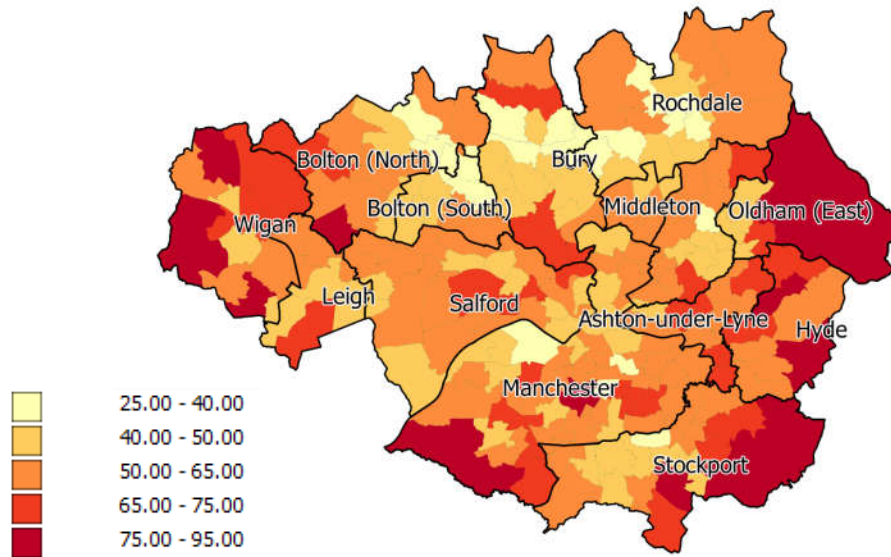 Rochdale
Bolton (North)
Bury
Bolton (South)
Middleton
Oldham (East)
Wigan
Leigh
Salford
Ashton-under-Lyne
Hyde
Manchester
Stockport
25.00 - 40.00
40.00 - 50.00
50.00 - 65.00
65.00 - 75.00
75.00 - 95.00